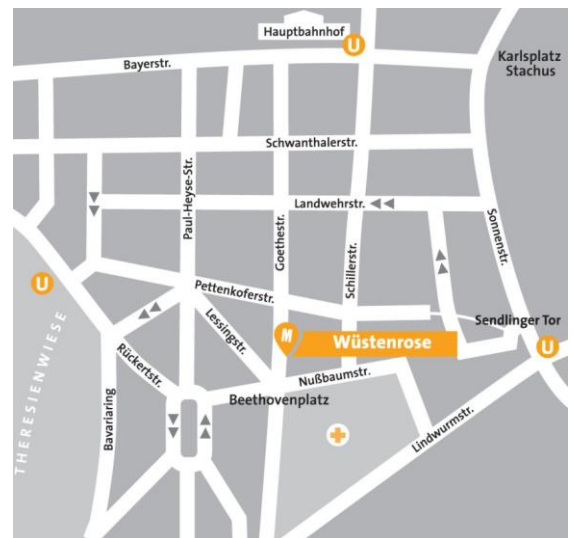 Hauptbahnhof
U
Bayerstr.
Karlsplatz
Stachus
Schwanthalerstr.
Paul-Heyse-Str.
Landwehrstr.
Goethestr.
Schillerstr.
Sonnenstr.
U
Pettenkoferstr.
Lessingstr.
Sendlinger Tor
M
Wüstenrose
U
Rückertstr.
Nußbaumstr.
Beethovenplatz
Bavariaring
THERESIENWIESE
Lindwurmstr.